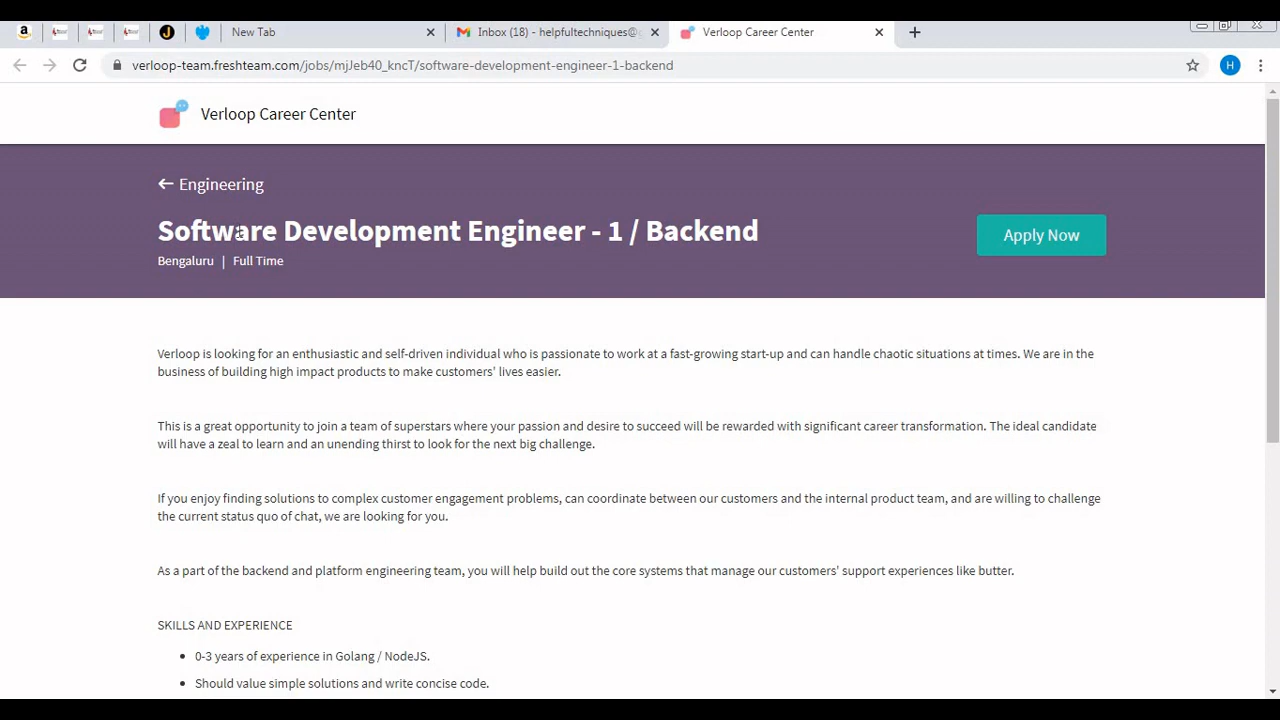 New Tab
Inbox (18) - helpfultechniques@
Verloop Career Center
verloop-team.freshteam.com/jobs/mjJeb40_kncT/software-development-engineer-1-backend
H
Verloop Career Center
← Engineering
Software Development Engineer - 1 / Backend
Apply Now
Bengaluru | Full Time
Verloop is looking for an enthusiastic and self-driven individual who is passionate to work at a fast-growing start-up and can handle chaotic situations at times. We are in the
business of building high impact products to make customers' lives easier.
This is a great opportunity to join a team of superstars where your passion and desire to succeed will be rewarded with significant career transformation. The ideal candidate
will have a zeal to learn and an unending thirst to look for the next big challenge.
If you enjoy finding solutions to complex customer engagement problems, can coordinate between our customers and the internal product team, and are willing to challenge
the current status quo of chat, we are looking for you.
As a part of the backend and platform engineering team, you will help build out the core systems that manage our customers' support experiences like butter.
SKILLS AND EXPERIENCE
• 0-3 years of experience in Golang / NodeJS.
• Should value simple solutions and write concise code.